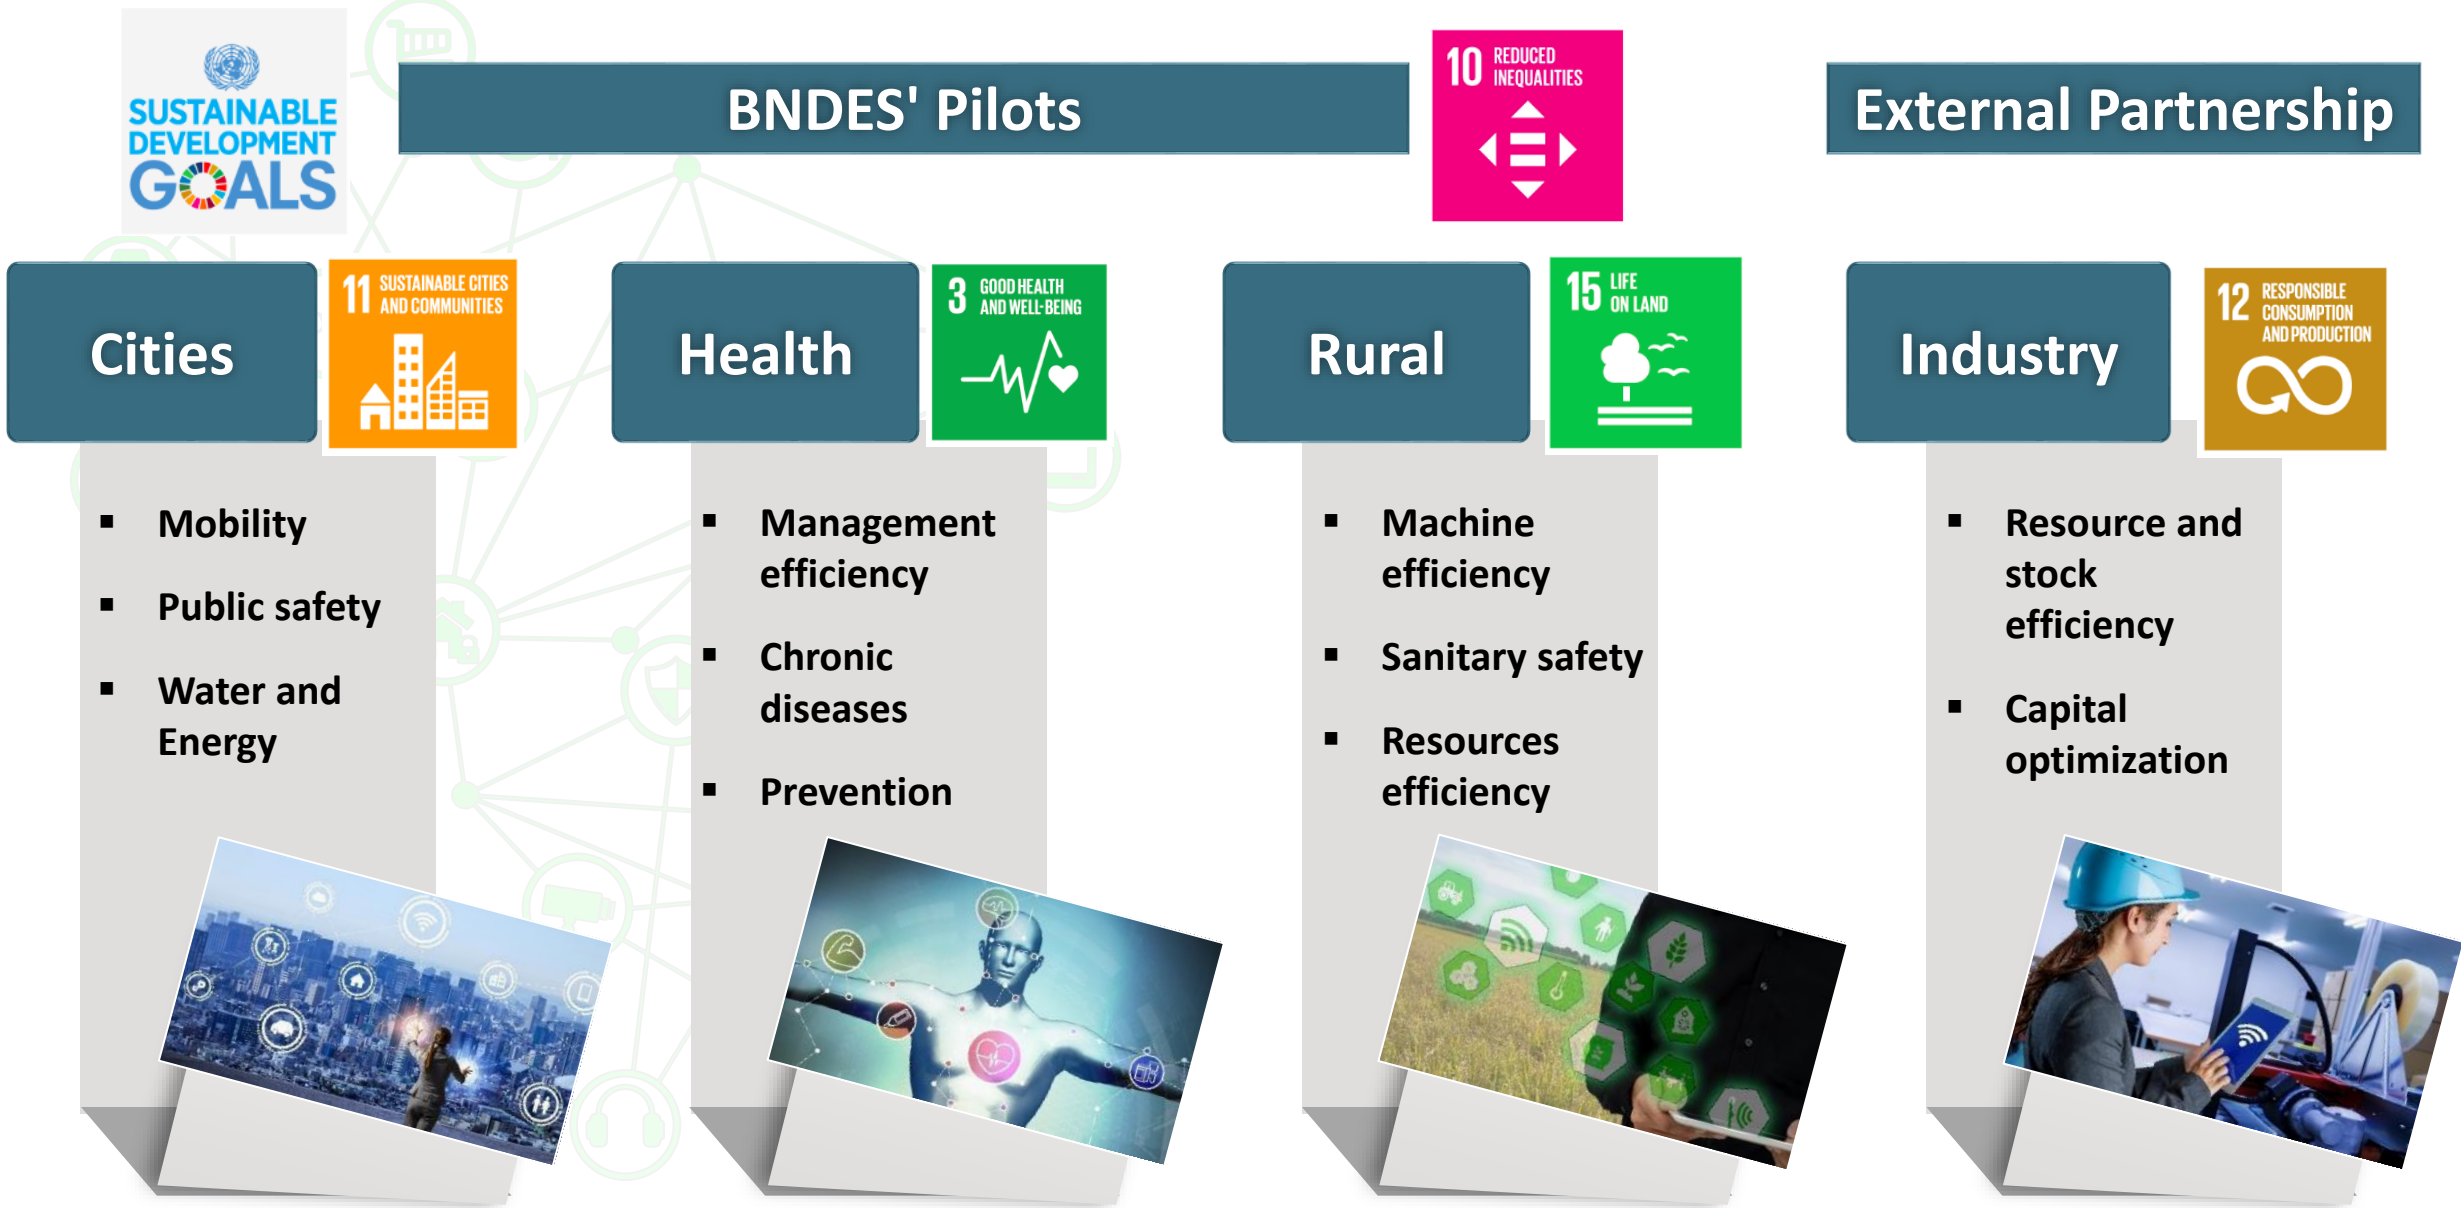 SUSTAINABLE
DEVELOPMENT
GOALS
BNDES' Pilots
10 REDUCED
INEQUALITIES
External Partnership
Cities
11 SUSTAINABLE CITIES
AND COMMUNITIES
Mobility
Public safety
Water and
Energy
Health
3 GOOD HEALTH
AND WELL-BEING
Management
efficiency
Chronic
diseases
Prevention
Rural
15 LIFE
ON LAND
Machine
efficiency
Sanitary safety
Resources
efficiency
Industry
12 RESPONSIBLE
CONSUMPTION
AND PRODUCTION
Resource and
stock
efficiency
Capital
optimization